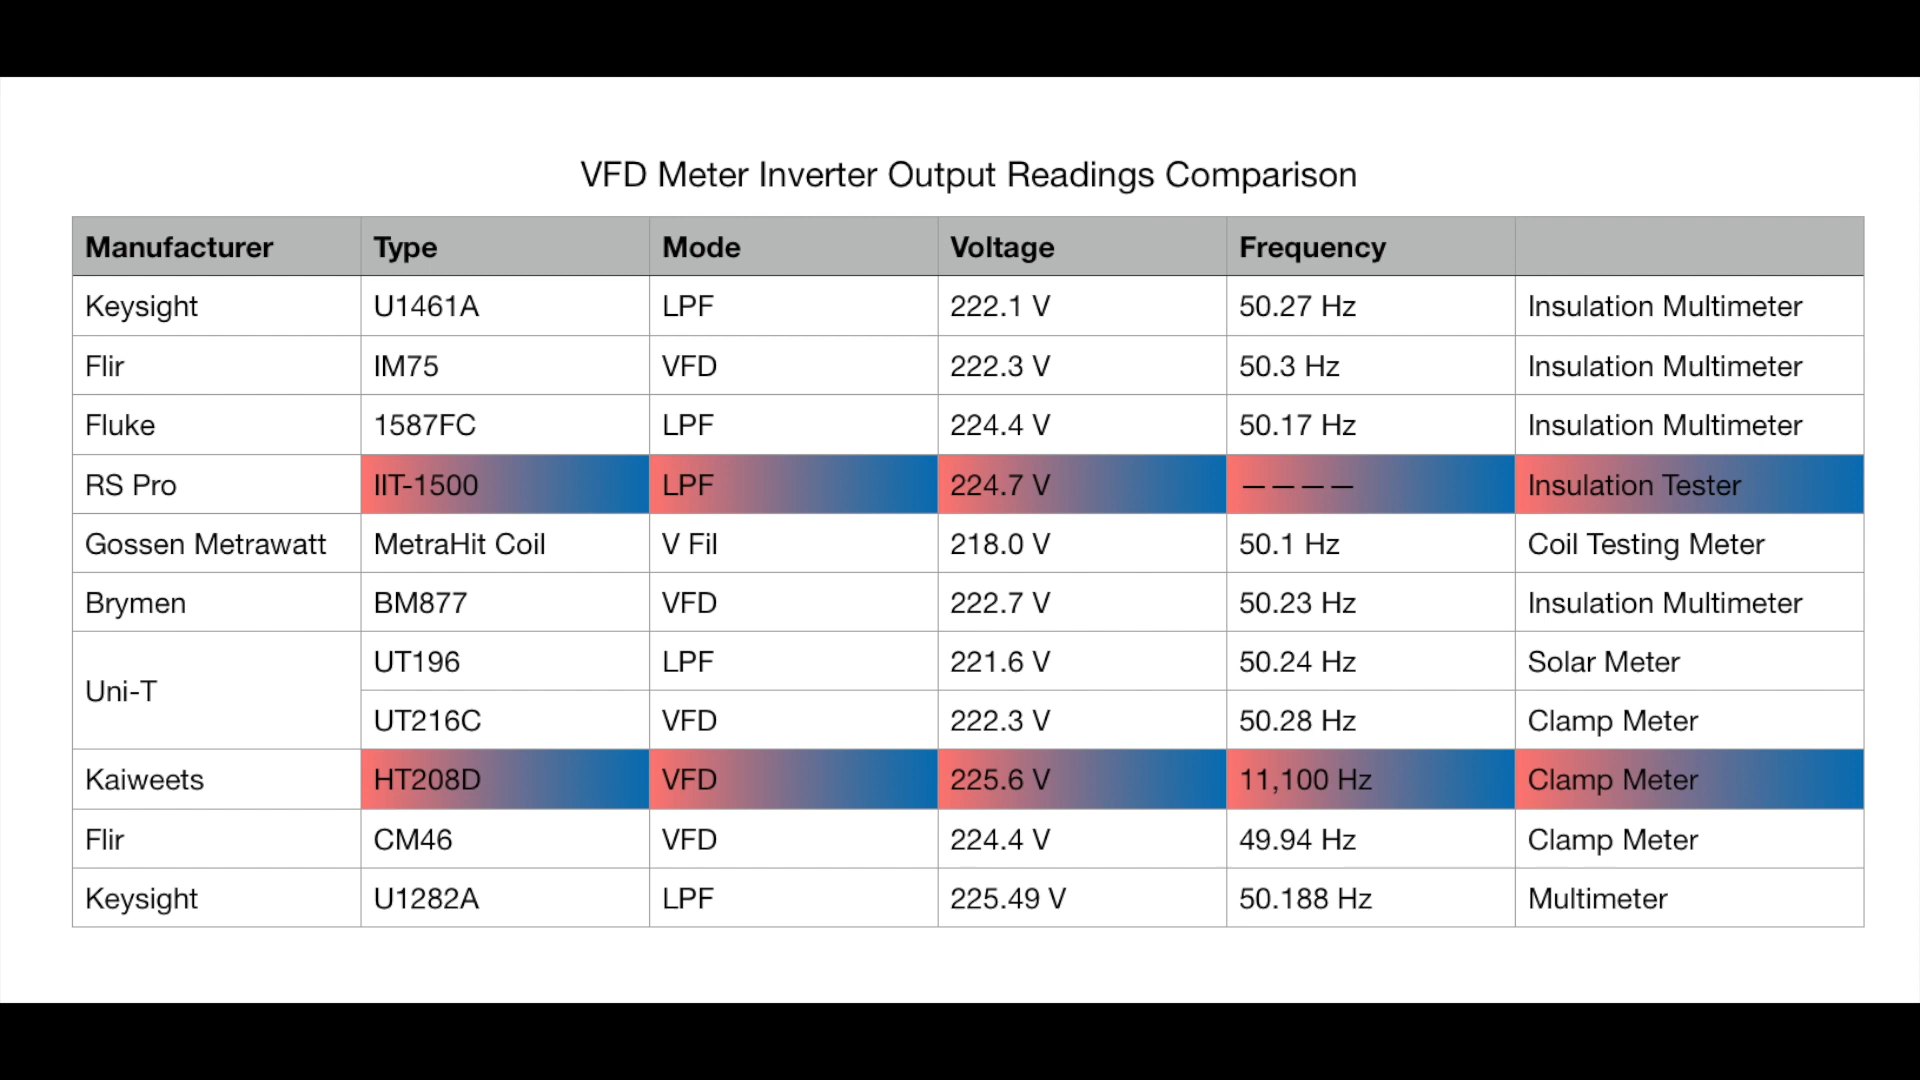 VFD Meter Inverter Output Readings Comparison
Manufacturer Type Mode Voltage Frequency
Keysight U1461A LPF 222.1 V 50.27 Hz Insulation Multimeter
Flir IM75 VFD 222.3 V 50.3 Hz Insulation Multimeter
Fluke 1587FC LPF 224.4 V 50.17 Hz Insulation Multimeter
RS Pro IIT-1500 LPF 224.7 V ———— Insulation Tester
Gossen Metrawatt MetraHit Coil V Fil 218.0 V 50.1 Hz Coil Testing Meter
Brymen BM877 VFD 222.7 V 50.23 Hz Insulation Multimeter
Uni-T UT196 LPF 221.6 V 50.24 Hz Solar Meter
UT216C VFD 222.3 V 50.28 Hz Clamp Meter
Kaiweets HT208D VFD 225.6 V 11,100 Hz Clamp Meter
Flir CM46 VFD 224.4 V 49.94 Hz Clamp Meter
Keysight U1282A LPF 225.49 V 50.188 Hz Multimeter